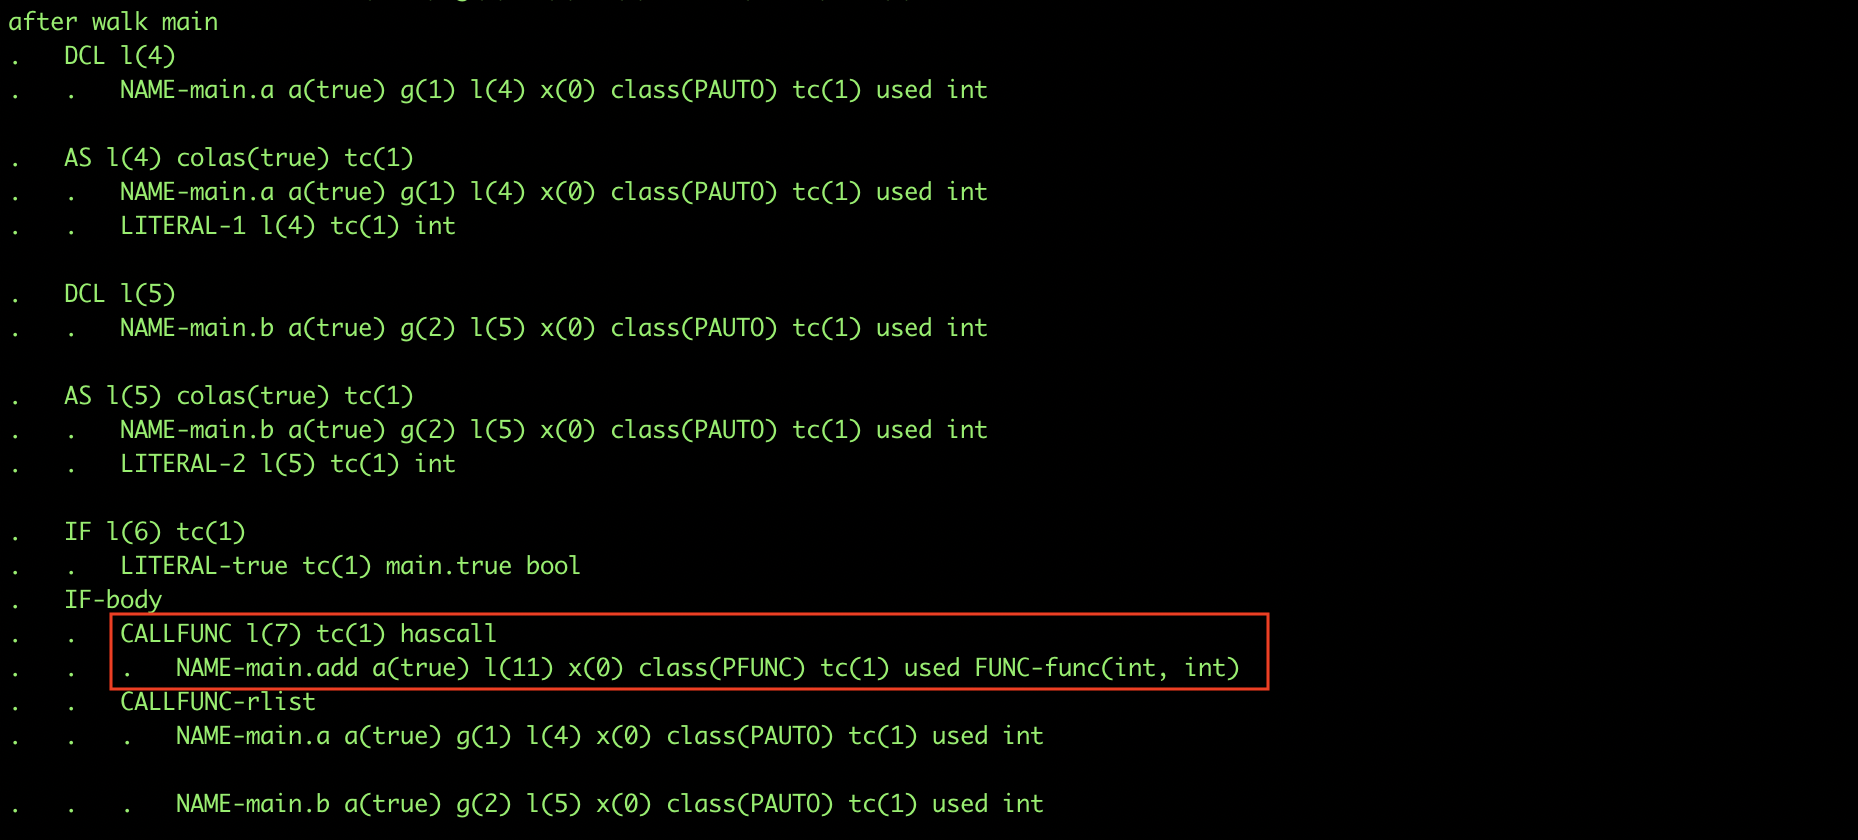 after walk main
. DCL l(4)
. . NAME-main.a a(true) g(1) l(4) x(0) class(PAUTO) tc(1) used int
. AS l(4) colas(true) tc(1)
. . NAME-main.a a(true) g(1) l(4) x(0) class(PAUTO) tc(1) used int
. . LITERAL-1 l(4) tc(1) int
. DCL l(5)
. . NAME-main.b a(true) g(2) l(5) x(0) class(PAUTO) tc(1) used int
. AS l(5) colas(true) tc(1)
. . NAME-main.b a(true) g(2) l(5) x(0) class(PAUTO) tc(1) used int
. . LITERAL-2 l(5) tc(1) int
. IF l(6) tc(1)
. . LITERAL-true tc(1) main.true bool
. IF-body
. . CALLFUNC l(7) tc(1) hascall
. . . NAME-main.add a(true) l(11) x(0) class(PFUNC) tc(1) used FUNC-func(int, int)
. . CALLFUNC-rlist
. . . NAME-main.a a(true) g(1) l(4) x(0) class(PAUTO) tc(1) used int
. . . NAME-main.b a(true) g(2) l(5) x(0) class(PAUTO) tc(1) used int